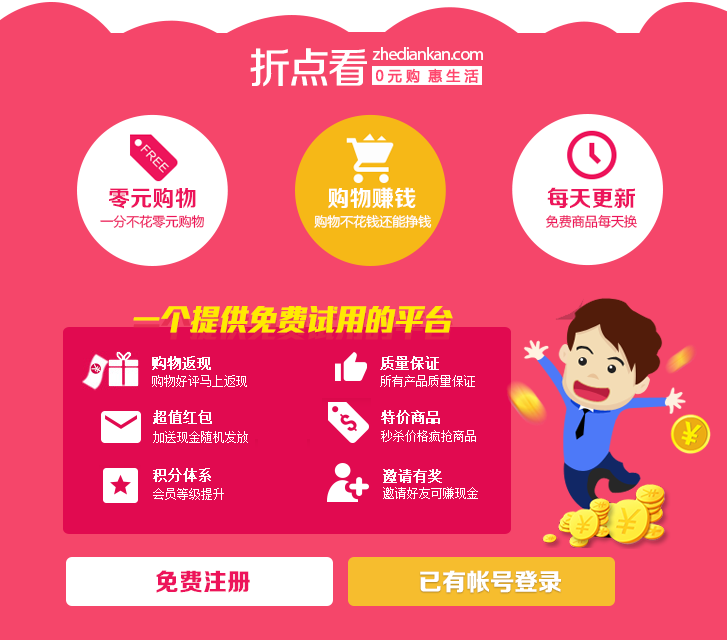 折点看
zhediankan.com
0元购 惠生活
FREE
零元购物
一分不花零元购物
购物赚钱
购物不花钱还能挣钱
每天更新
免费商品每天换
一个提供免费试用的平台
购物返现
购物好评马上返现
质量保证
所有产品质量保证
超值红包
加送现金随机发放
特价商品
秒杀价格疯抢商品
积分体系
会员等级提升
邀请有奖
邀请好友可赚现金
免费注册
已有帐号登录